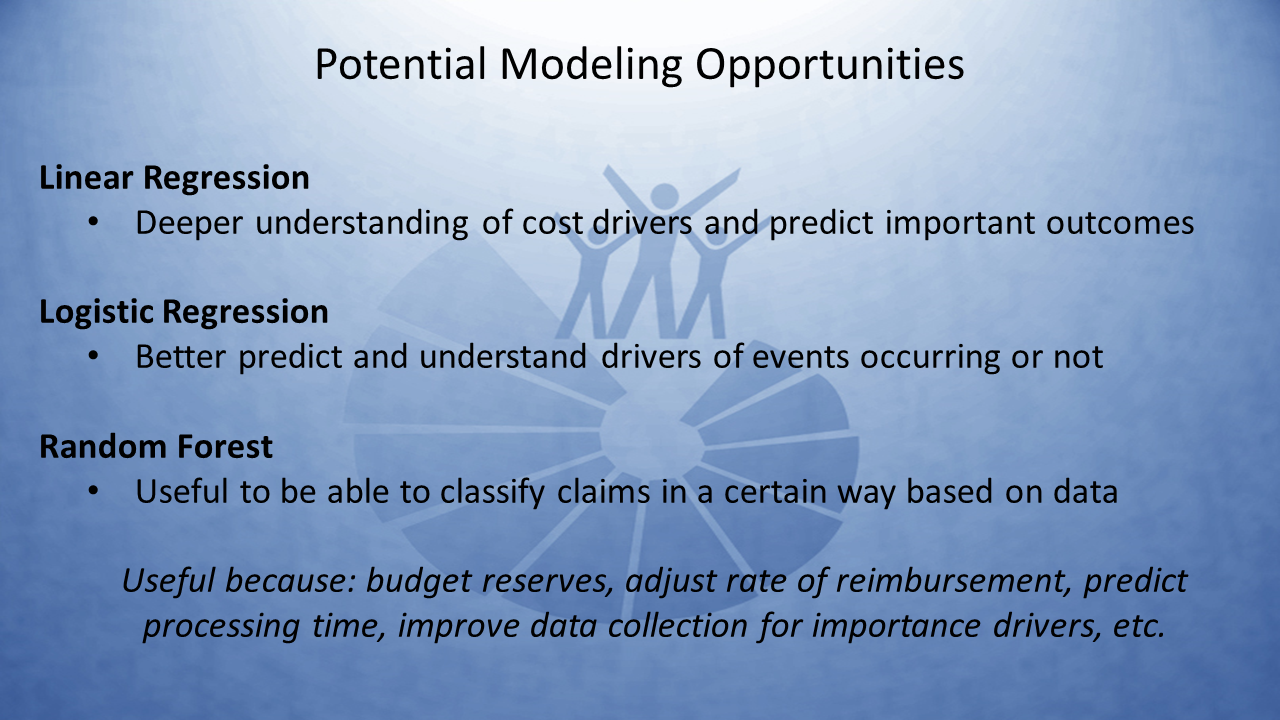 Potential Modeling Opportunities
Linear Regression
• Deeper understanding of cost drivers and predict important outcomes
Logistic Regression
• Better predict and understand drivers of events occurring or not
Random Forest
• Useful to be able to classify claims in a certain way based on data
Useful because: budget reserves, adjust rate of reimbursement, predict
processing time, improve data collection for importance drivers, etc.